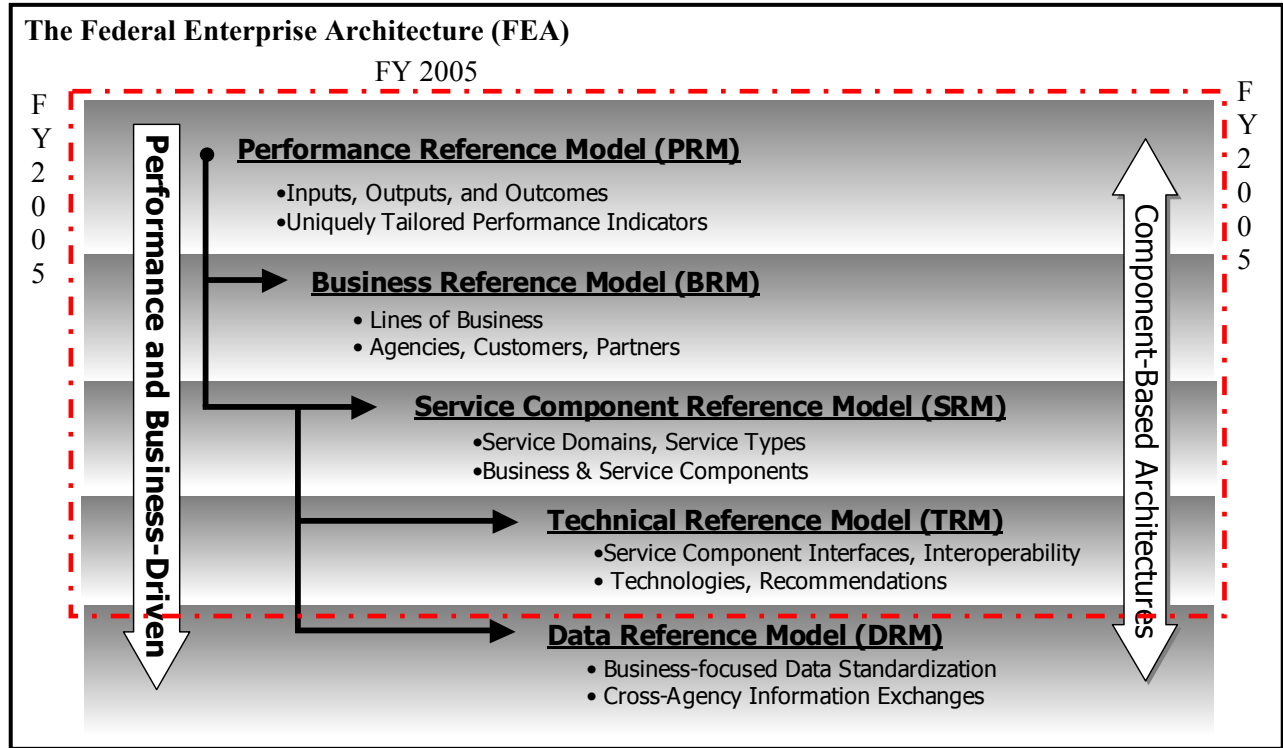 The Federal Enterprise Architecture (FEA)
FY 2005
F
Y
2
0
0
5
F
Y
2
0
0
5
Performance and Business-Driven
Performance Reference Model (PRM)
•Inputs, Outputs, and Outcomes
•Uniquely Tailored Performance Indicators
Business Reference Model (BRM)
• Lines of Business
• Agencies, Customers, Partners
Service Component Reference Model (SRM)
•Service Domains, Service Types
•Business & Service Components
Technical Reference Model (TRM)
•Service Component Interfaces, Interoperability
• Technologies, Recommendations
Data Reference Model (DRM)
• Business-focused Data Standardization
• Cross-Agency Information Exchanges
Component-Based Architectures